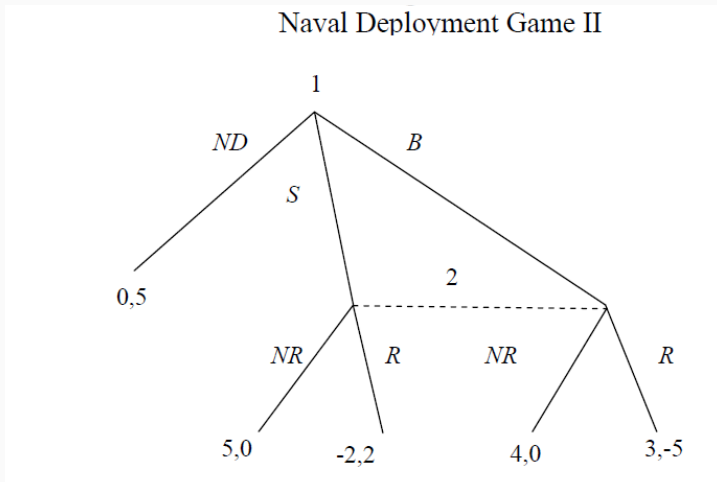 Naval Deployment Game II
1
ND
B
S
2
0,5
NR
R
NR
R
5,0
-2,2
4,0
3,-5